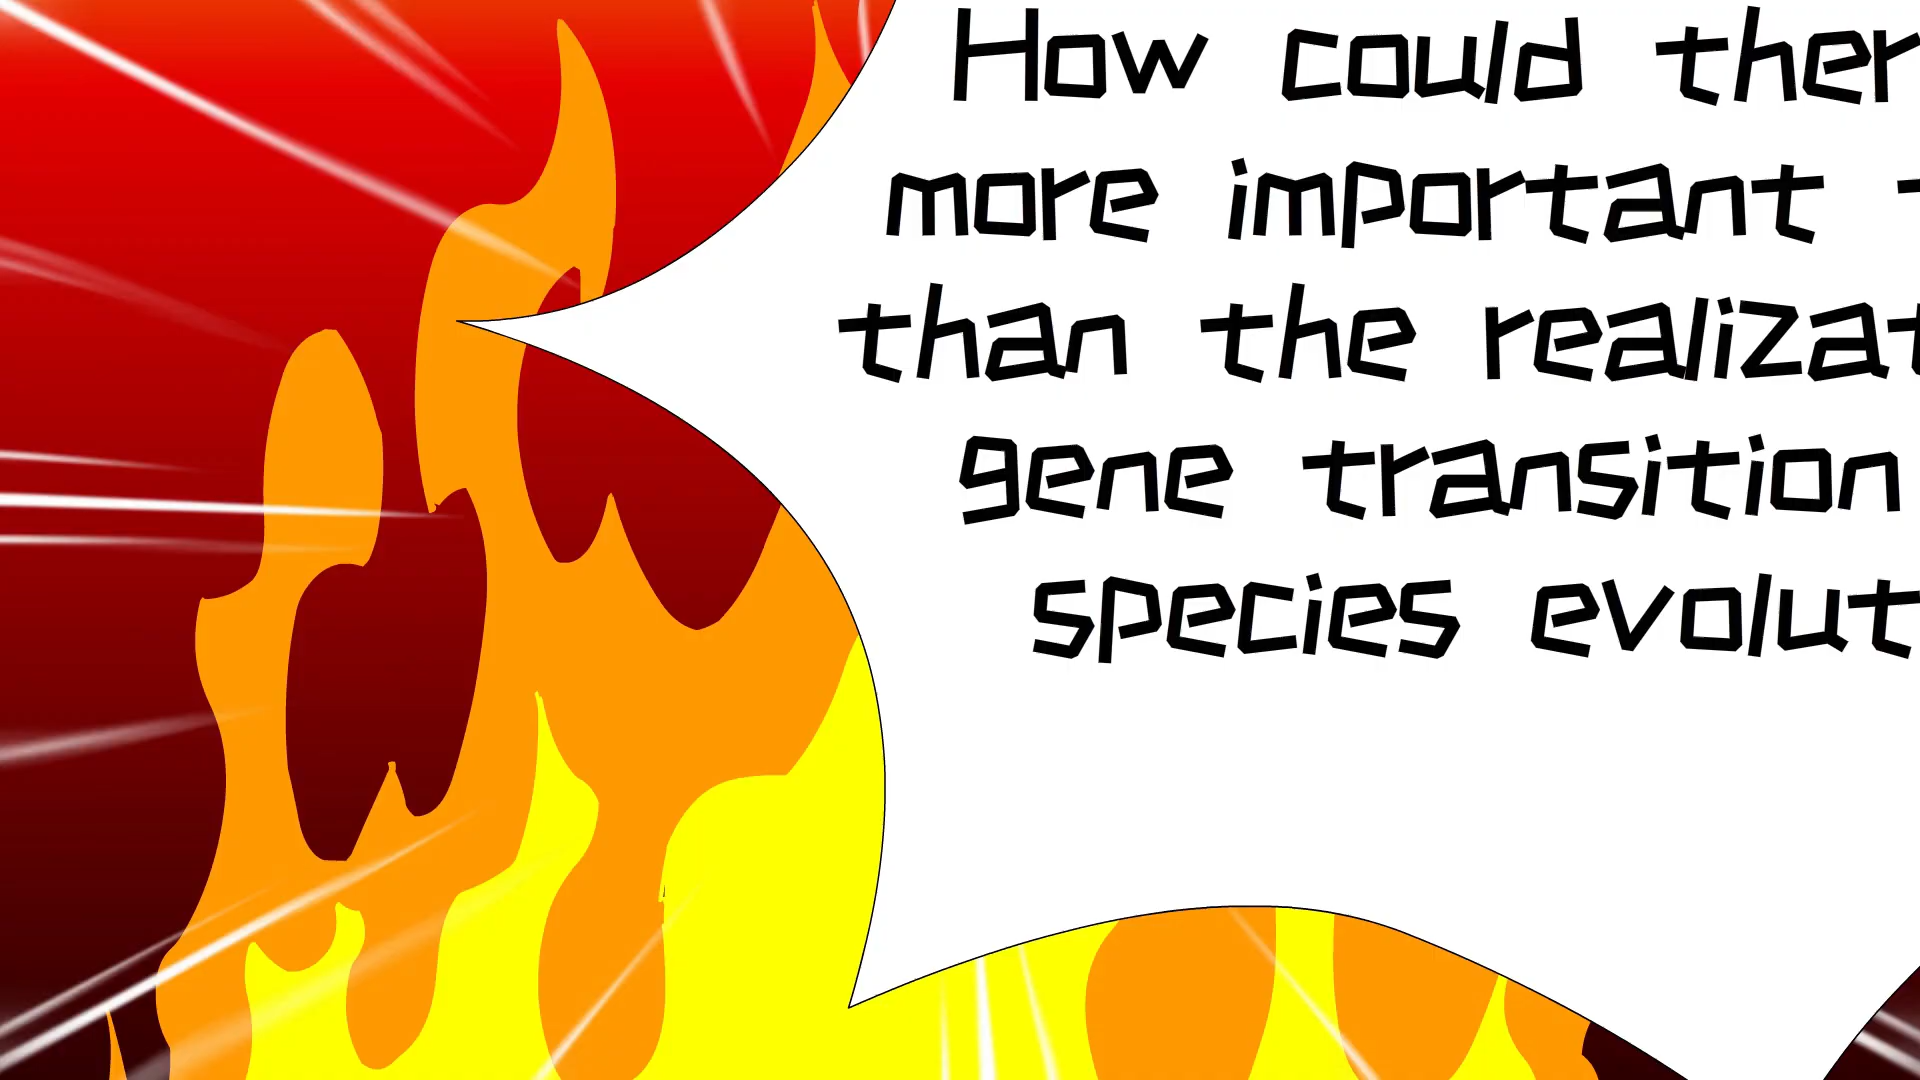 How could ther
more important t
than the realizat
gene transition
species evolut